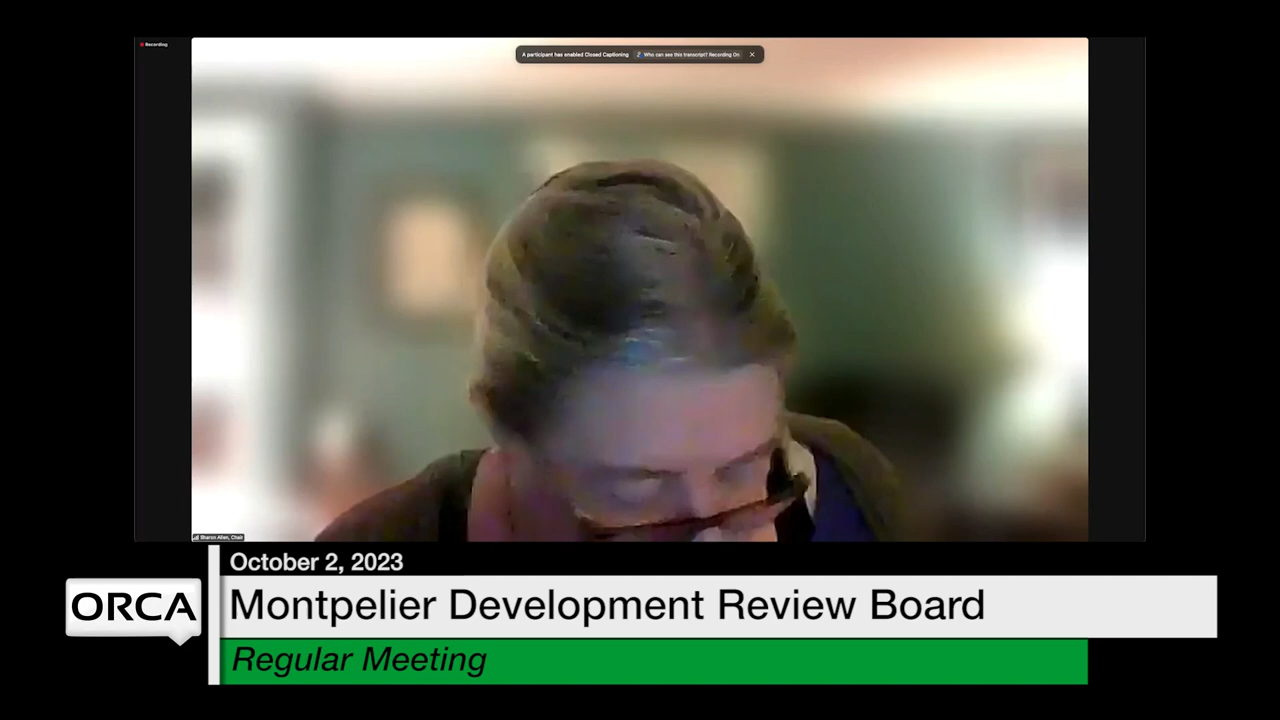 Recording
A participant has enabled Closed Captioning
Who can see this transcript? Recording On
Sharon Allen, Chair
October 2, 2023
ORCA
Montpelier Development Review Board
Regular Meeting